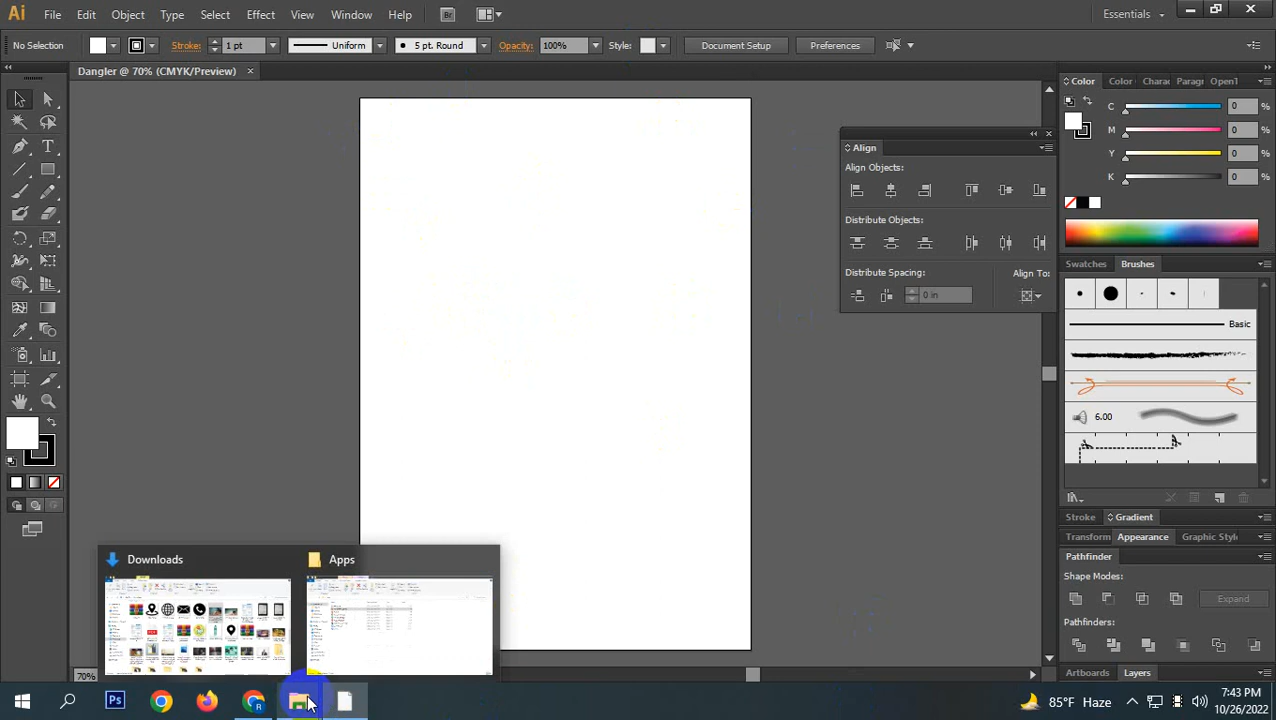 Ai File Edit Object Type Select Effect View Window Help Br Essentials
No Selection Stroke: 1 pt Uniform 5 pt. Round Opacity: 100% Style: Document Setup Preferences
Dangler @ 70% (CMYK/Preview)
Color Color Chara Paragr OpenT
C 0 %
M 0 %
Y 0 %
K 0 %
Align
Align Objects:
Distribute Objects:
Distribute Spacing: Align To:
0 in
Swatches Brushes
Basic
6.00
Stroke Gradient
Transform Appearance Graphic Style
Pathfinder
Shape Modes:
Expand
Pathfinders:
Artboards Layers
70%
Downloads Apps
Ps
85°F Haze
7:43 PM
10/26/2022